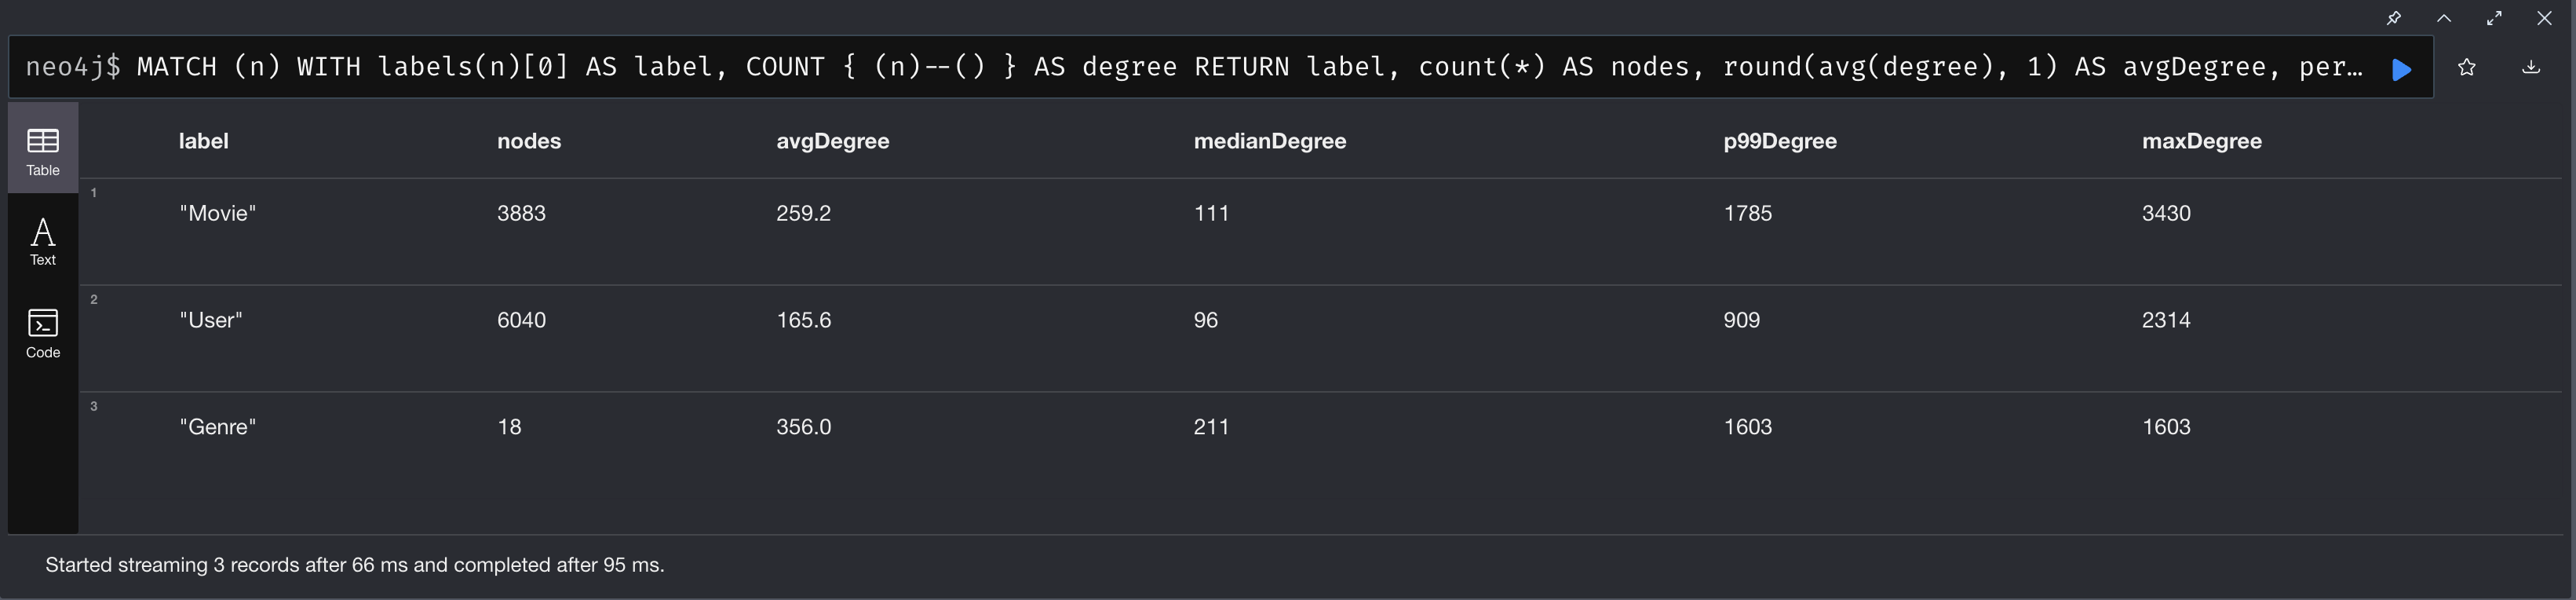 neo4j$ MATCH (n) WITH labels(n)[0] AS label, COUNT { (n)--() } AS degree RETURN label, count(*) AS nodes, round(avg(degree), 1) AS avgDegree, per…
Table
Text
Code
label nodes avgDegree medianDegree p99Degree maxDegree
1
"Movie" 3883 259.2 111 1785 3430
2
"User" 6040 165.6 96 909 2314
3
"Genre" 18 356.0 211 1603 1603
Started streaming 3 records after 66 ms and completed after 95 ms.